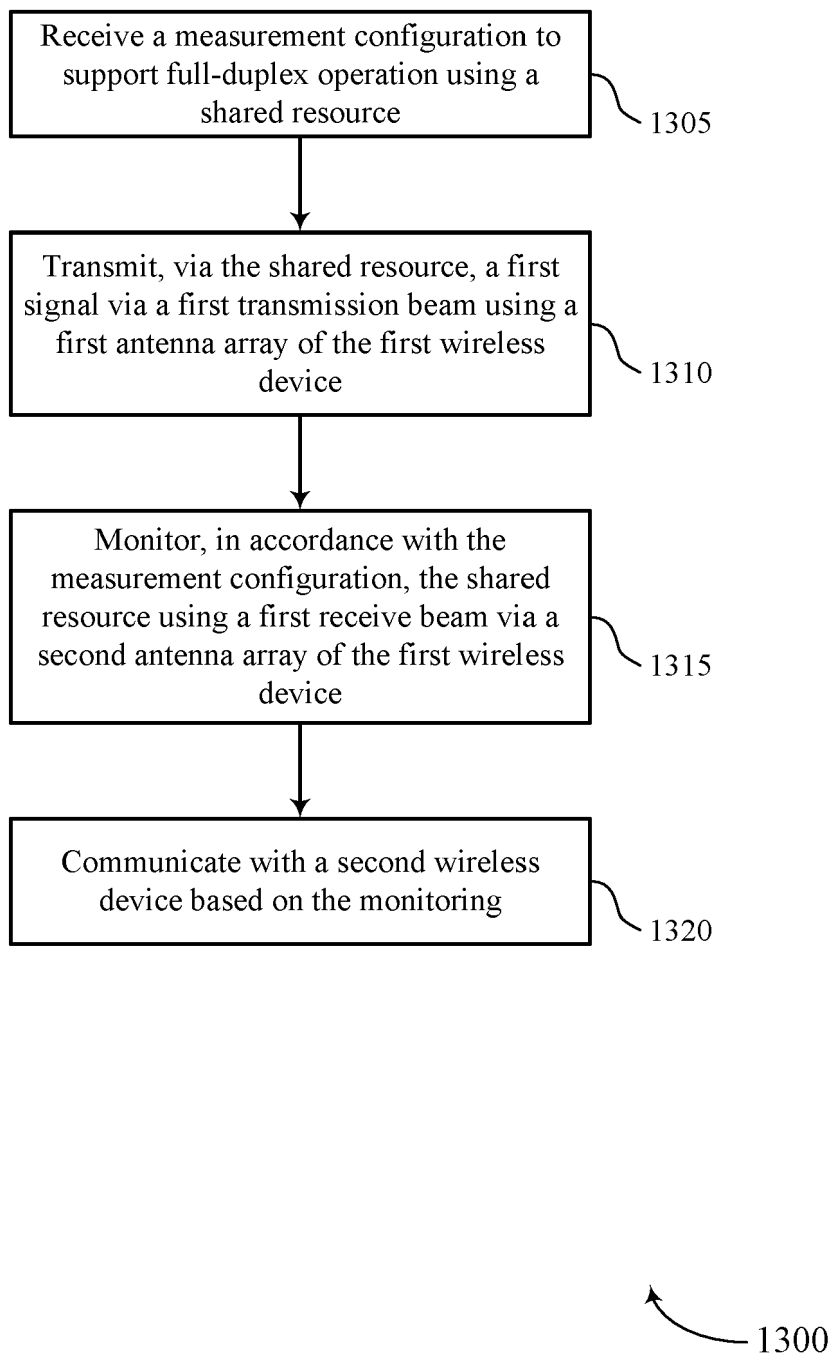 Receive a measurement configuration to
support full-duplex operation using a
shared resource
1305
Transmit, via the shared resource, a first
signal via a first transmission beam using a
first antenna array of the first wireless
device
1310
Monitor, in accordance with the
measurement configuration, the shared
resource using a first receive beam via a
second antenna array of the first wireless
device
1315
Communicate with a second wireless
device based on the monitoring
1320
1300